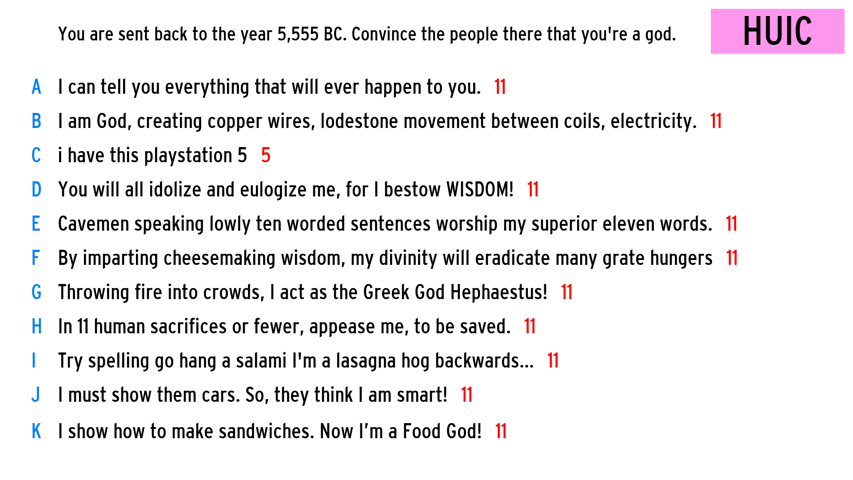 You are sent back to the year 5,555 BC. Convince the people there that you're a god.
HUIC
A I can tell you everything that will ever happen to you. 11
B I am God, creating copper wires, lodestone movement between coils, electricity. 11
C i have this playstation 5 5
D You will all idolize and eulogize me, for I bestow WISDOM! 11
E Cavemen speaking lowly ten worded sentences worship my superior eleven words. 11
F By imparting cheesemaking wisdom, my divinity will eradicate many grate hungers 11
G Throwing fire into crowds, I act as the Greek God Hephaestus! 11
H In 11 human sacrifices or fewer, appease me, to be saved. 11
I Try spelling go hang a salami I'm a lasagna hog backwards... 11
J I must show them cars. So, they think I am smart! 11
K I show how to make sandwiches. Now I’m a Food God! 11